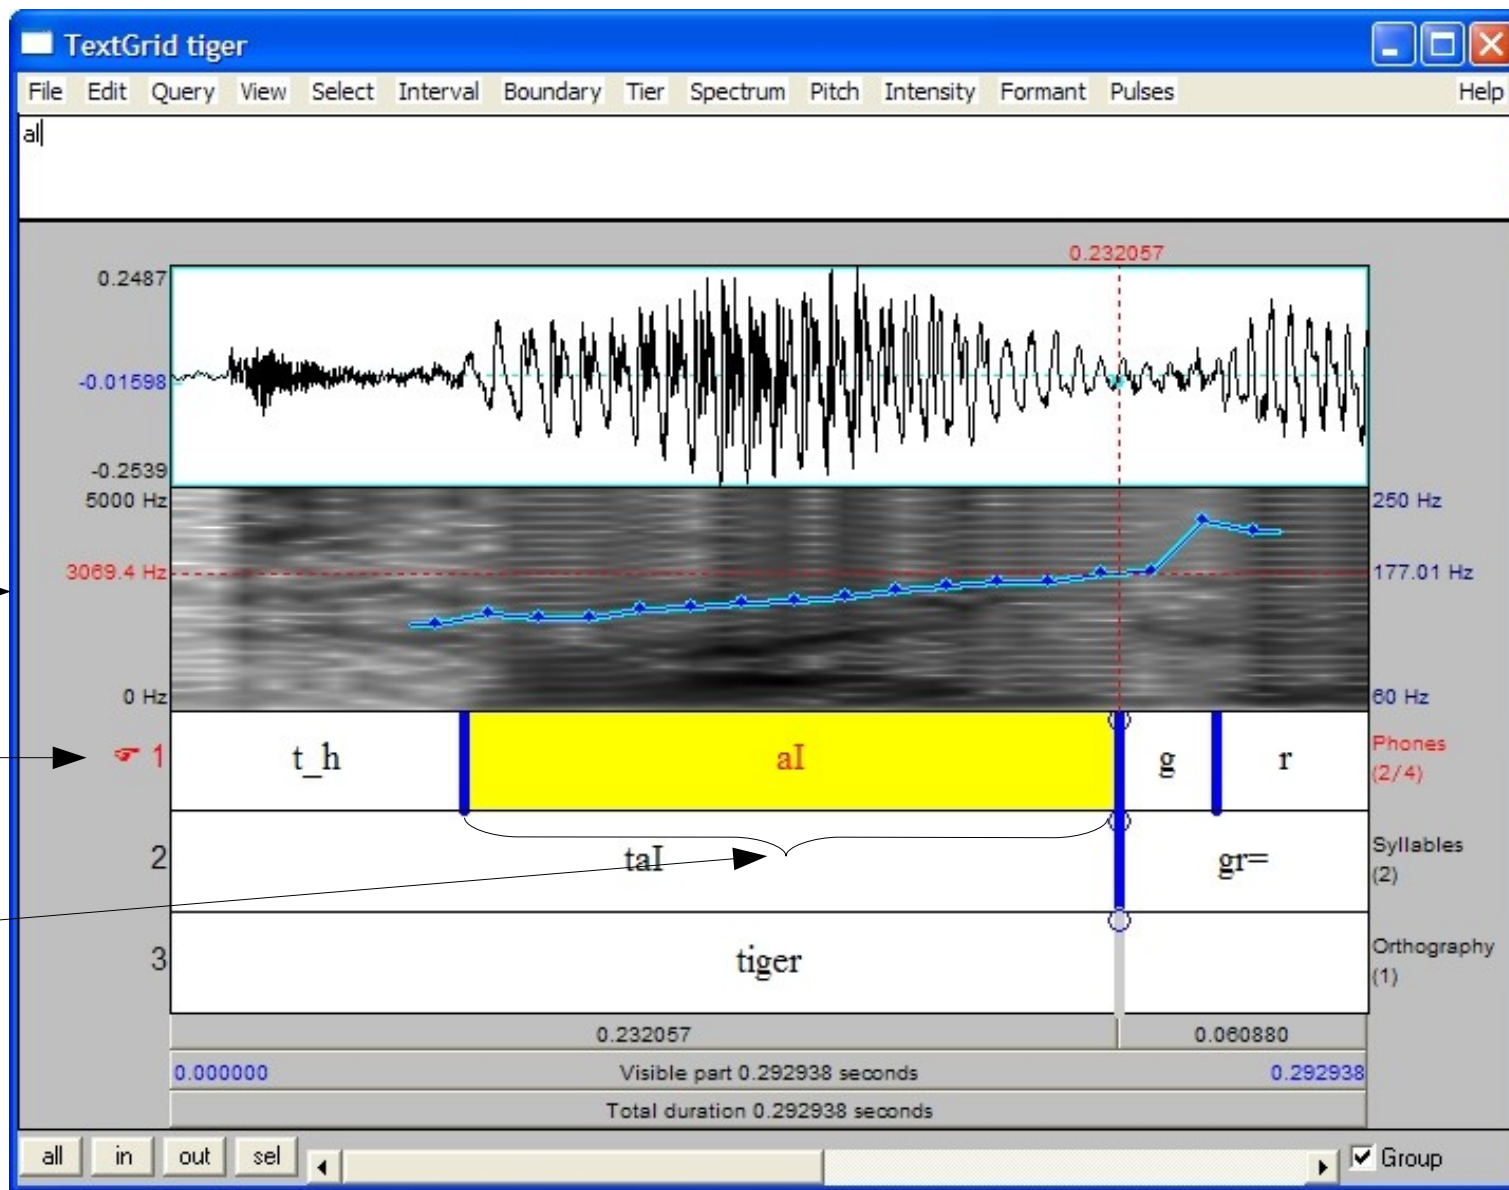 TextGrid tiger
File Edit Query View Select Interval Boundary Tier Spectrum Pitch Intensity Formant Pulses Help
aI
0.232057
0.2487
-0.01598
-0.2539
5000 Hz 250 Hz
3069.4 Hz 177.01 Hz
0 Hz 60 Hz
1 t_h aI g r Phones
(2/4)
2 taI gr= Syllables
(2)
3 tiger Orthography
(1)
0.232057 0.060880
0.000000 Visible part 0.292938 seconds 0.292938
Total duration 0.292938 seconds
all in out sel Group